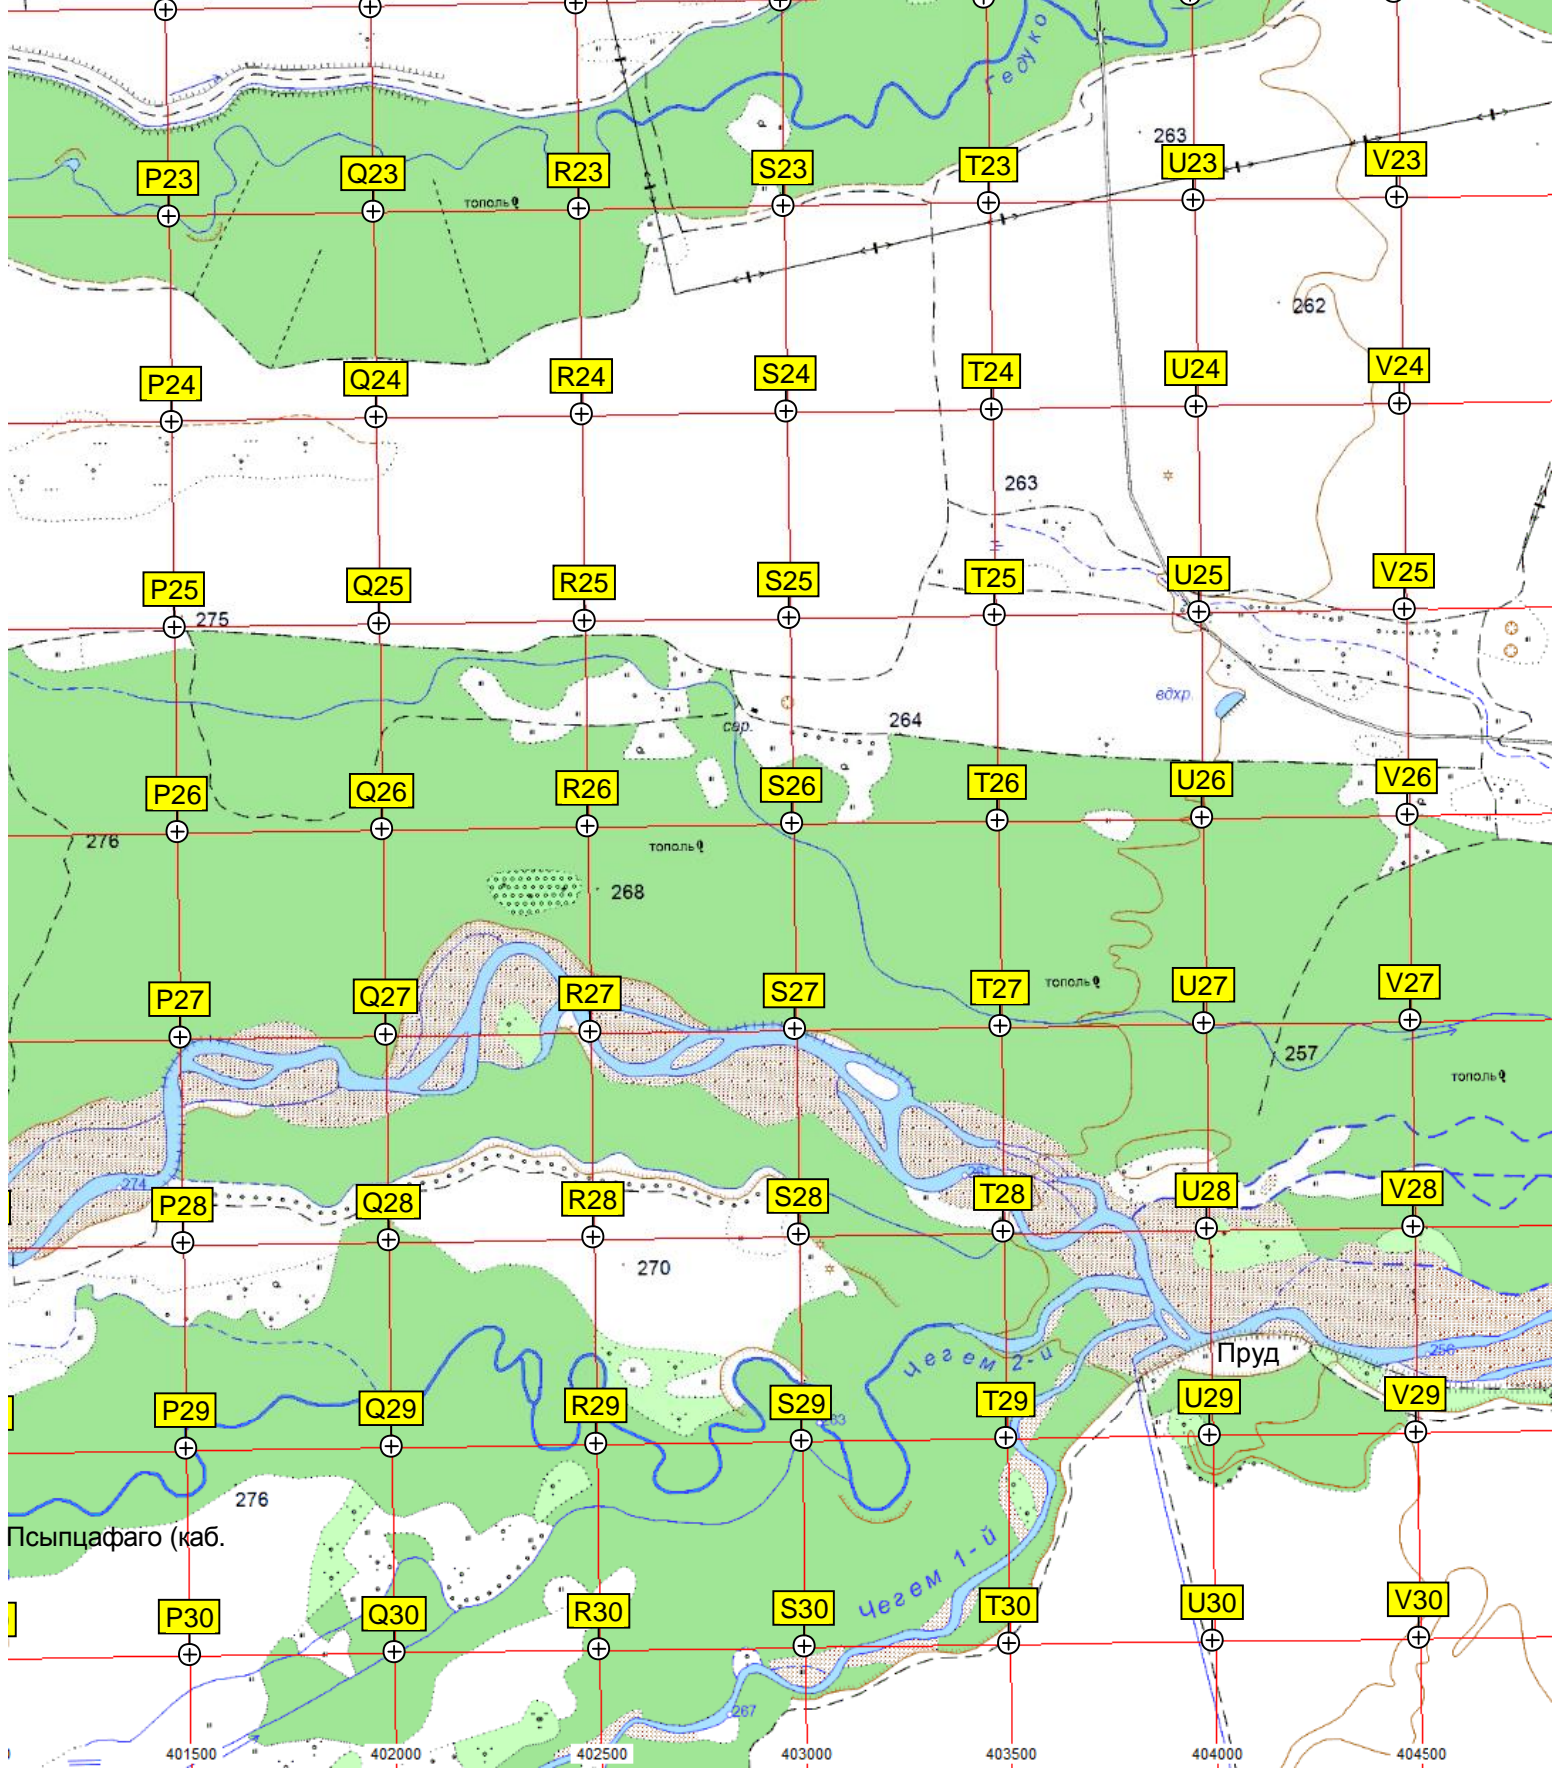 Гедуко
263
P23 Q23 R23 S23 T23 U23 V23
тополь
262
P24 Q24 R24 S24 T24 U24 V24
263
P25 Q25 R25 S25 T25 U25 V25
275
вдхр.
264
сар.
P26 Q26 R26 S26 T26 U26 V26
276
тополь
268
P27 Q27 R27 S27 T27 U27 V27
тополь
257
тополь
274
261
P28 Q28 R28 S28 T28 U28 V28
270
Чегем 2-й
Пруд
256
P29 Q29 R29 S29 T29 U29 V29
263
276
Псыпцафаго (каб.
Чегем 1-й
P30 Q30 R30 S30 T30 U30 V30
267
401500 402000 402500 403000 403500 404000 404500